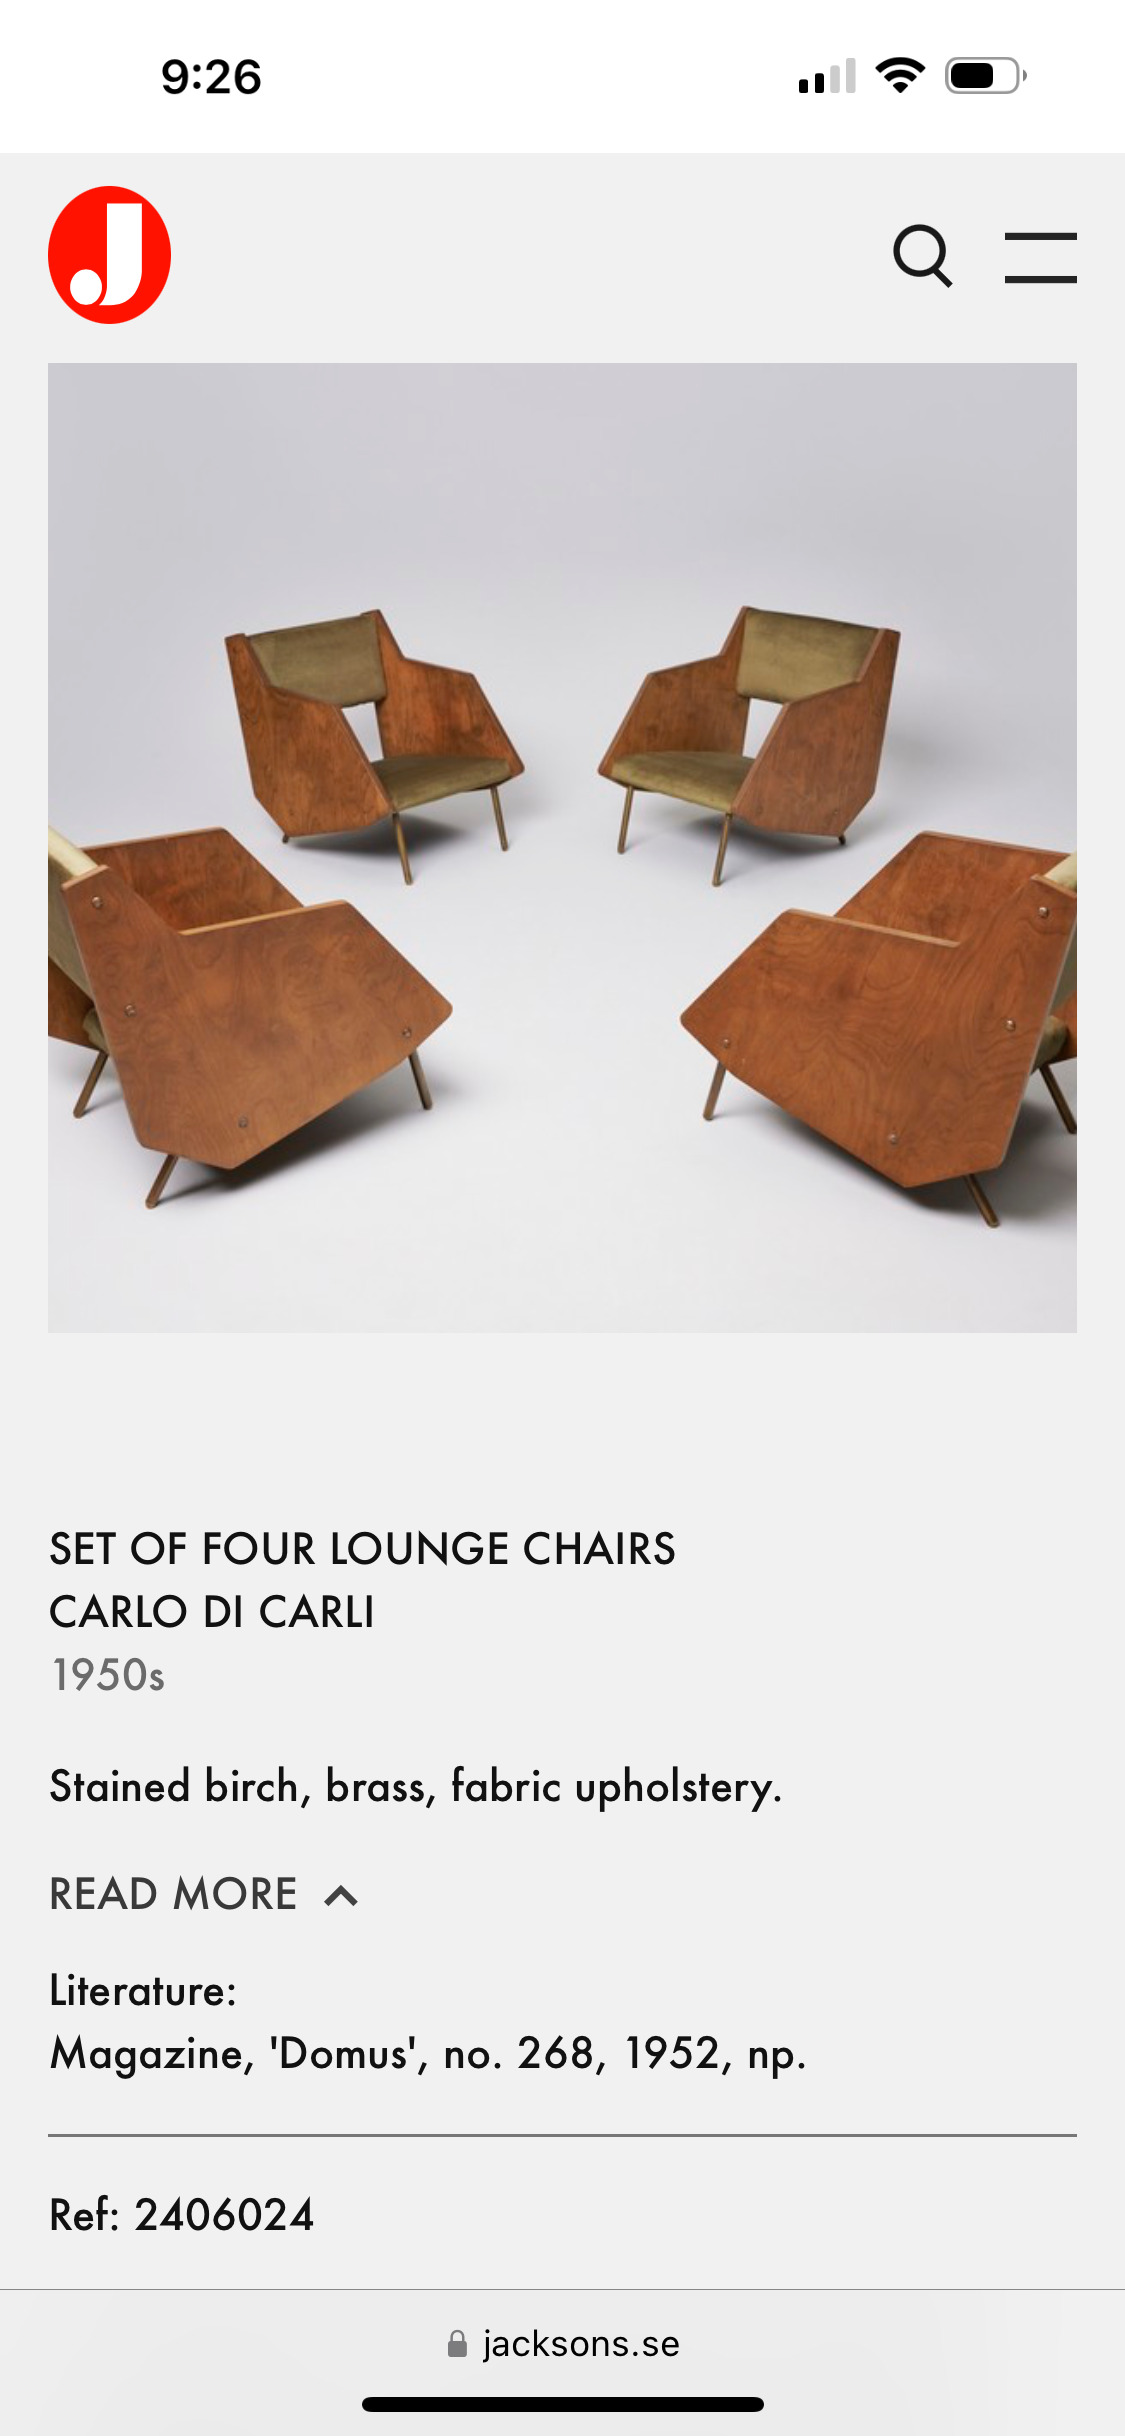 9:26
J
SET OF FOUR LOUNGE CHAIRS
CARLO DI CARLI
1950s
Stained birch, brass, fabric upholstery.
READ MORE
Literature:
Magazine, 'Domus', no. 268, 1952, np.
Ref: 2406024
jacksons.se